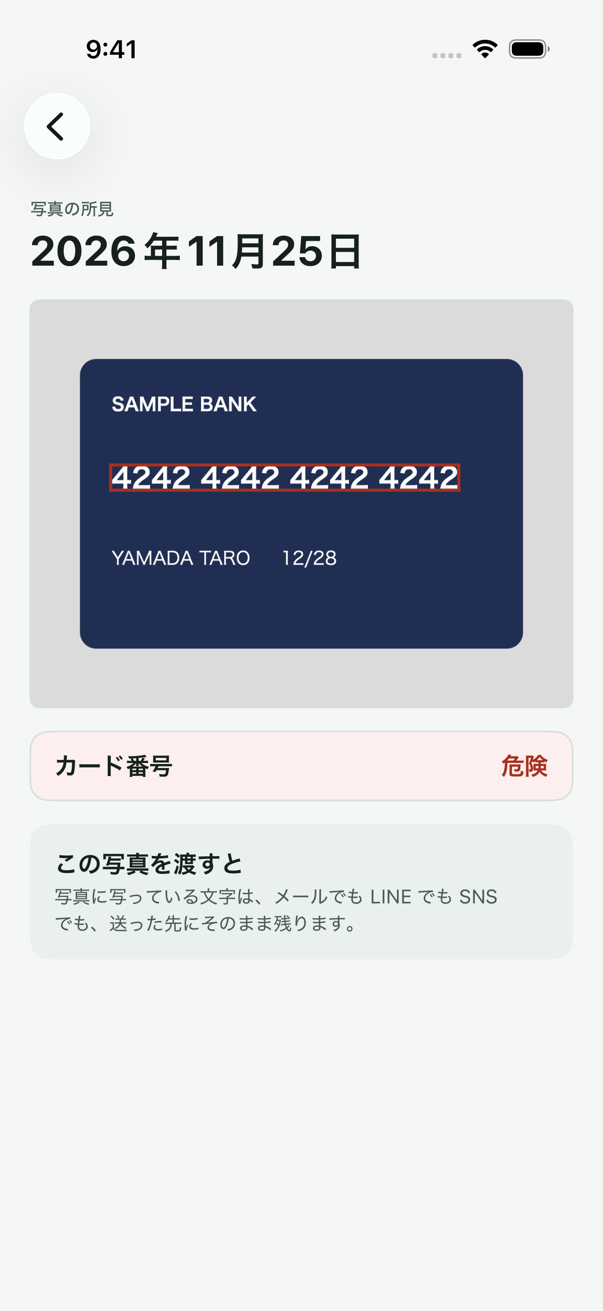 9:41
写真の所見
2026年11月25日
SAMPLE BANK
4242 4242 4242 4242
YAMADA TARO 12/28
カード番号 危険
この写真を渡すと
写真に写っている文字は、メールでも LINE でも SNS
でも、送った先にそのまま残ります。